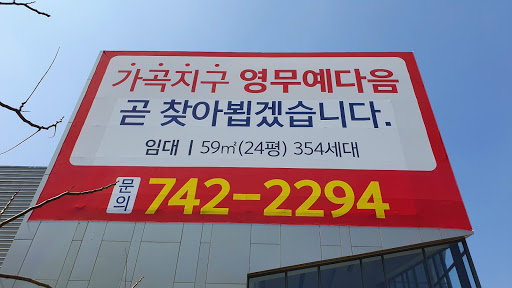 가곡지구 영무예다음
곧 찾아뵙겠습니다.
임대 | 59㎡(24평) 354세대
문의 742-2294